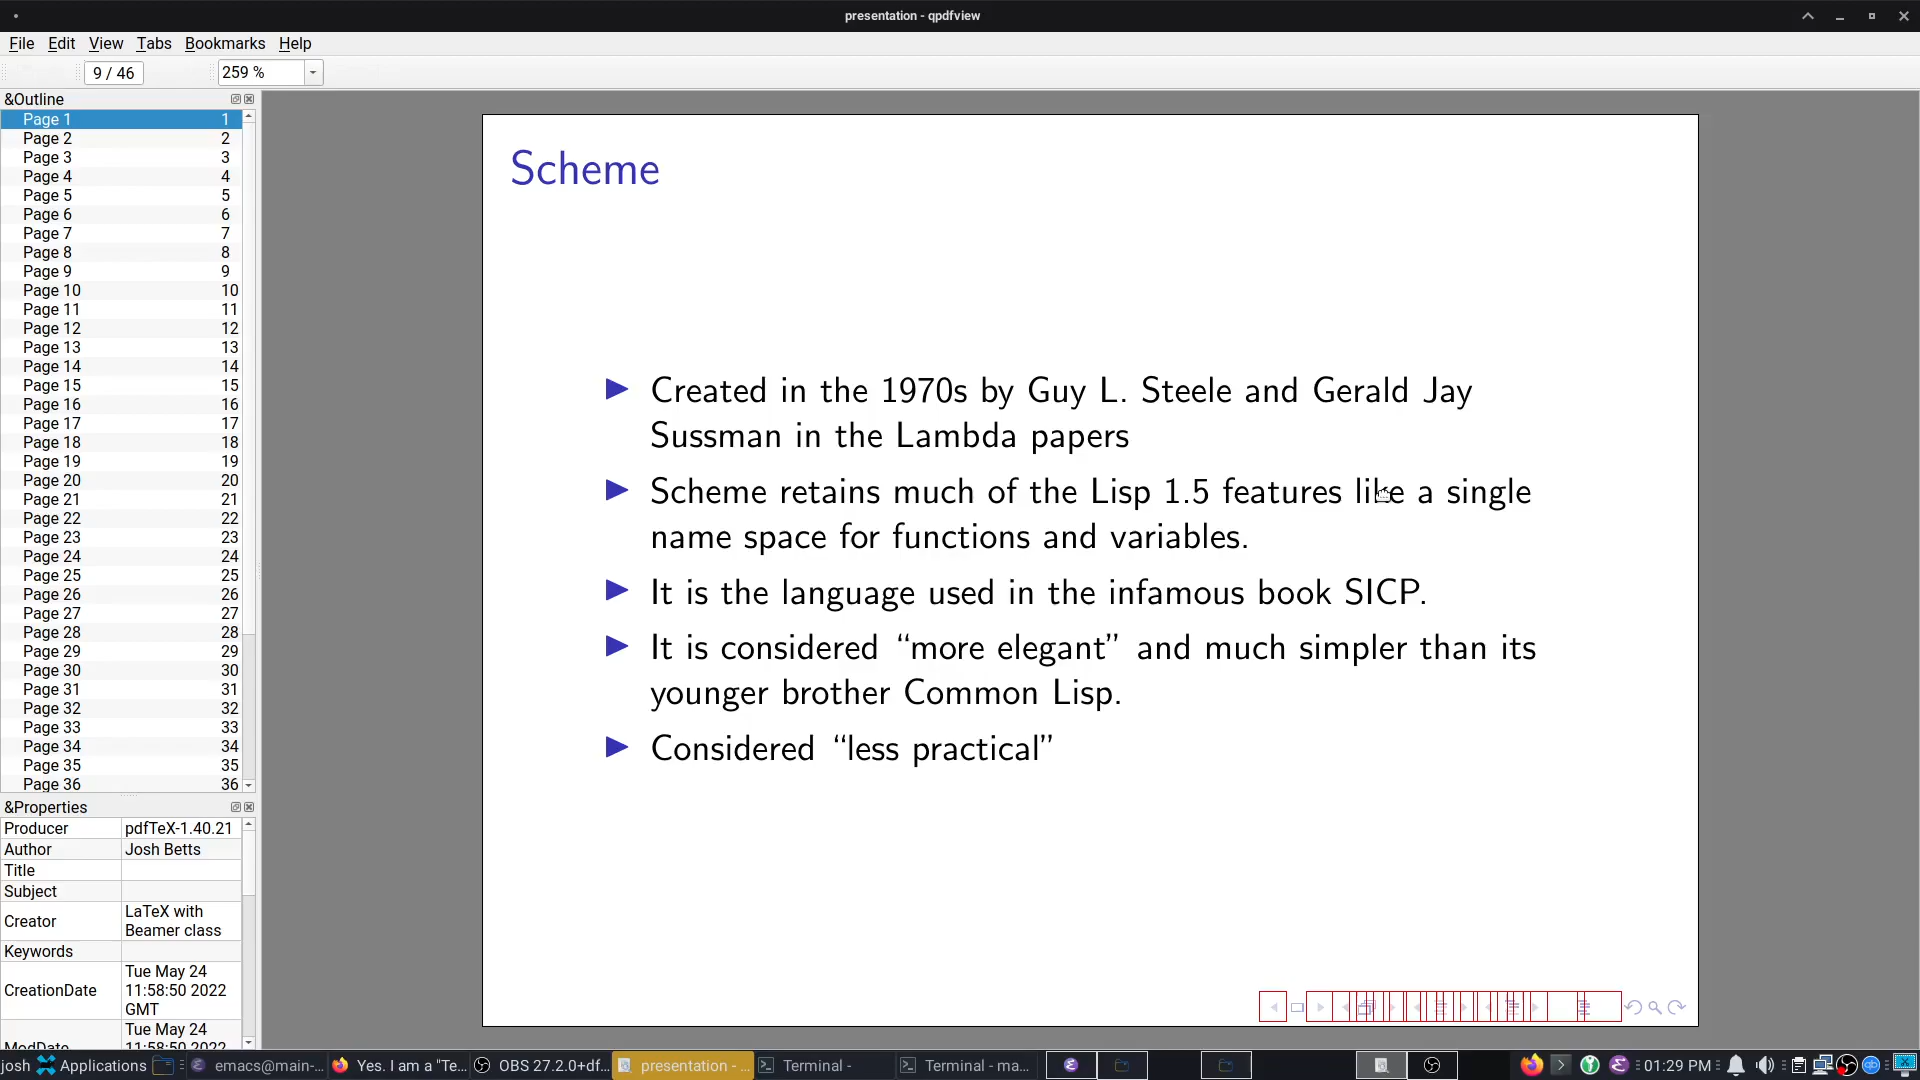 presentation - qpdfview
File Edit View Tabs Bookmarks Help
9 / 46 259 %
&Outline
Page 1 1
Page 2 2
Page 3 3
Page 4 4
Page 5 5
Page 6 6
Page 7 7
Page 8 8
Page 9 9
Page 10 10
Page 11 11
Page 12 12
Page 13 13
Page 14 14
Page 15 15
Page 16 16
Page 17 17
Page 18 18
Page 19 19
Page 20 20
Page 21 21
Page 22 22
Page 23 23
Page 24 24
Page 25 25
Page 26 26
Page 27 27
Page 28 28
Page 29 29
Page 30 30
Page 31 31
Page 32 32
Page 33 33
Page 34 34
Page 35 35
Page 36 36
&Properties
Producer pdfTeX-1.40.21
Author Josh Betts
Title
Subject
Creator LaTeX with
Beamer class
Keywords
CreationDate Tue May 24
11:58:50 2022
GMT
ModDate Tue May 24
11:58:50 2022
Scheme
Created in the 1970s by Guy L. Steele and Gerald Jay
Sussman in the Lambda papers
Scheme retains much of the Lisp 1.5 features like a single
name space for functions and variables.
It is the language used in the infamous book SICP.
It is considered “more elegant” and much simpler than its
younger brother Common Lisp.
Considered “less practical”
josh Applications emacs@main-... Yes. I am a "Te... OBS 27.2.0+df... presentation - ... Terminal - Terminal - ma... 01:29 PM